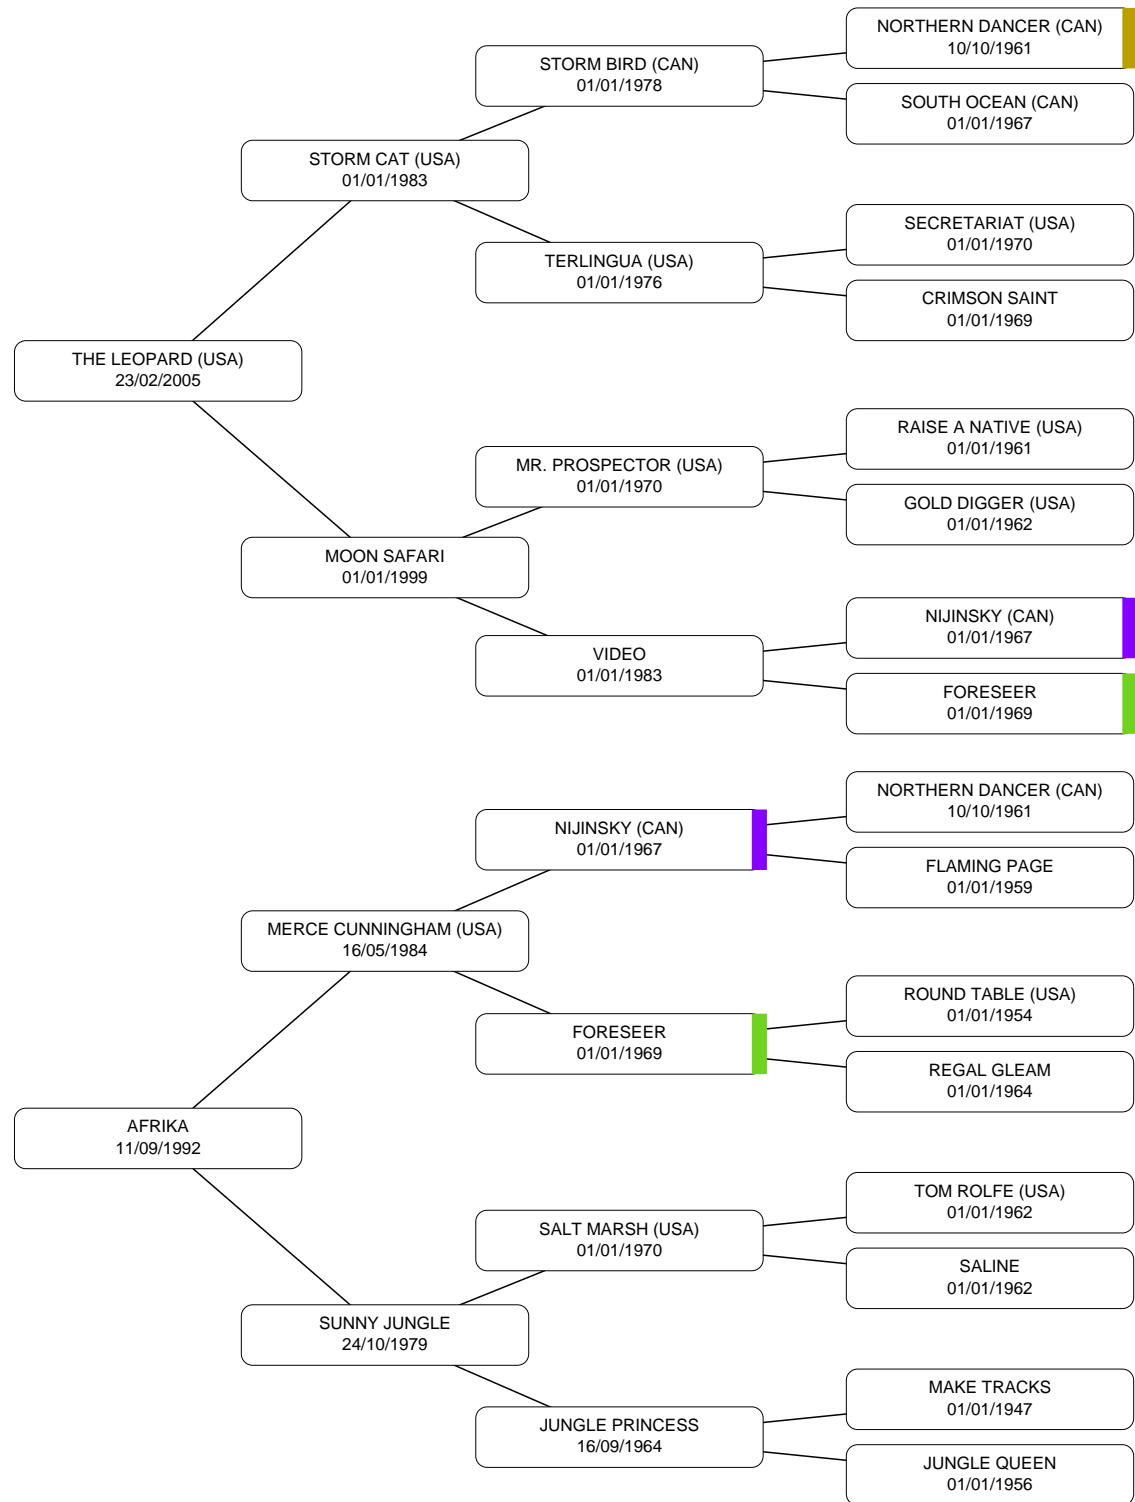 NORTHERN DANCER (CAN)
10/10/1961
STORM BIRD (CAN)
01/01/1978
SOUTH OCEAN (CAN)
01/01/1967
STORM CAT (USA)
01/01/1983
SECRETARIAT (USA)
01/01/1970
TERLINGUA (USA)
01/01/1976
CRIMSON SAINT
01/01/1969
THE LEOPARD (USA)
23/02/2005
RAISE A NATIVE (USA)
01/01/1961
MR. PROSPECTOR (USA)
01/01/1970
GOLD DIGGER (USA)
01/01/1962
MOON SAFARI
01/01/1999
NIJINSKY (CAN)
01/01/1967
VIDEO
01/01/1983
FORESEER
01/01/1969
NORTHERN DANCER (CAN)
10/10/1961
NIJINSKY (CAN)
01/01/1967
FLAMING PAGE
01/01/1959
MERCE CUNNINGHAM (USA)
16/05/1984
ROUND TABLE (USA)
01/01/1954
FORESEER
01/01/1969
REGAL GLEAM
01/01/1964
AFRIKA
11/09/1992
TOM ROLFE (USA)
01/01/1962
SALT MARSH (USA)
01/01/1970
SALINE
01/01/1962
SUNNY JUNGLE
24/10/1979
MAKE TRACKS
01/01/1947
JUNGLE PRINCESS
16/09/1964
JUNGLE QUEEN
01/01/1956